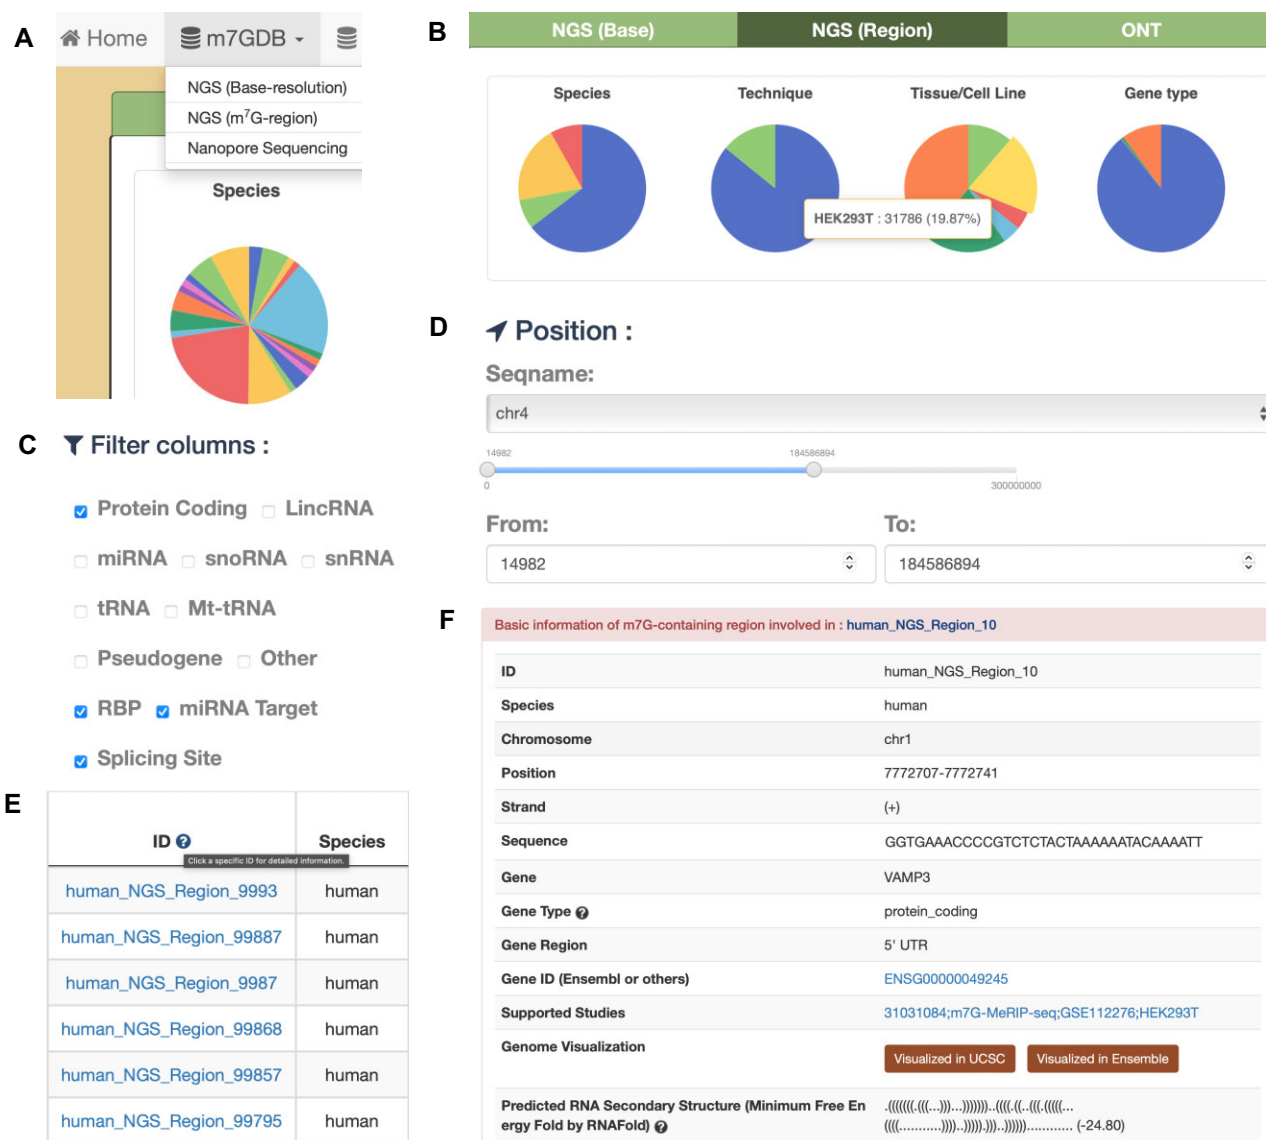 A
Home
m7GDB
NGS (Base-resolution)
NGS (m⁷G-region)
Nanopore Sequencing
Species
B
NGS (Base) NGS (Region) ONT
Species Technique Tissue/Cell Line Gene type
HEK293T : 31786 (19.87%)
C
Filter columns :
Protein Coding LincRNA
miRNA snoRNA snRNA
tRNA Mt-tRNA
Pseudogene Other
RBP miRNA Target
Splicing Site
D
Position :
Seqname:
chr4
14982 184586894
0 300000000
From: To:
14982 184586894
E
ID Species
Click a specific ID for detailed information.
human_NGS_Region_9993 human
human_NGS_Region_99887 human
human_NGS_Region_9987 human
human_NGS_Region_99868 human
human_NGS_Region_99857 human
human_NGS_Region_99795 human
F
Basic information of m7G-containing region involved in : human_NGS_Region_10
ID human_NGS_Region_10
Species human
Chromosome chr1
Position 7772707-7772741
Strand (+)
Sequence GGTGAAACCCCGTCTCTACTAAAAAATACAAAATT
Gene VAMP3
Gene Type protein_coding
Gene Region 5' UTR
Gene ID (Ensembl or others) ENSG00000049245
Supported Studies 31031084;m7G-MeRIP-seq;GSE112276;HEK293T
Genome Visualization Visualized in UCSC Visualized in Ensemble
Predicted RNA Secondary Structure (Minimum Free En .(((((((.(((...)))...)))))))..((((.((..(((.(((((...
ergy Fold by RNAFold) ((((...........))))..))))).)))..))))))............ (-24.80)